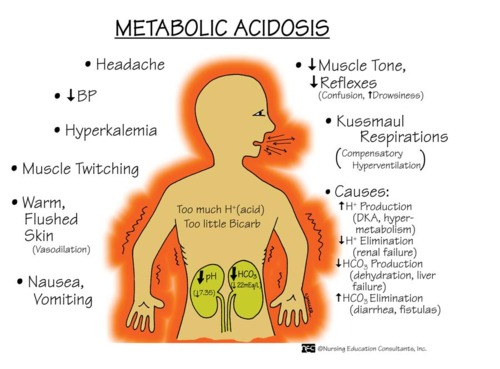 METABOLIC ACIDOSIS
• Headache
• ↓BP
• Hyperkalemia
• Muscle Twitching
• Warm,
Flushed
Skin
(Vasodilation)
• Nausea,
Vomiting
Too much H⁺(acid)
Too little Bicarb
↓pH
(↓7.35)
↓HCO₃
(↓22mEq/L)
• ↓Muscle Tone,
↓Reflexes
(Confusion, ↑Drowsiness)
• Kussmaul
Respirations
(Compensatory
Hyperventilation)
• Causes:
↑H⁺ Production
(DKA, hyper-
metabolism)
↓H⁺ Elimination
(renal failure)
↓HCO₃ Production
(dehydration, liver
failure)
↑HCO₃ Elimination
(diarrhea, fistulas)
NEC ©Nursing Education Consultants, Inc.